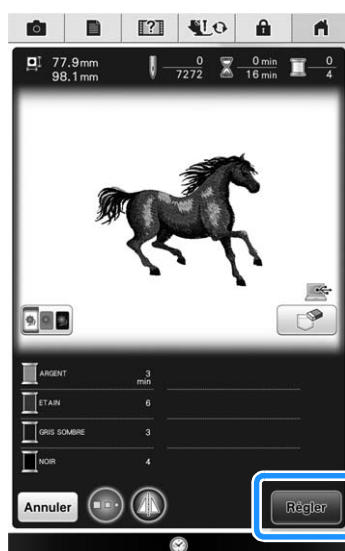 77.9mm
98.1mm
0
7272
0 min
16 min
0
4
ARGENT 3 min
ETAIN 6
GRIS SOMBRE 3
NOIR 4
Annuler Régler